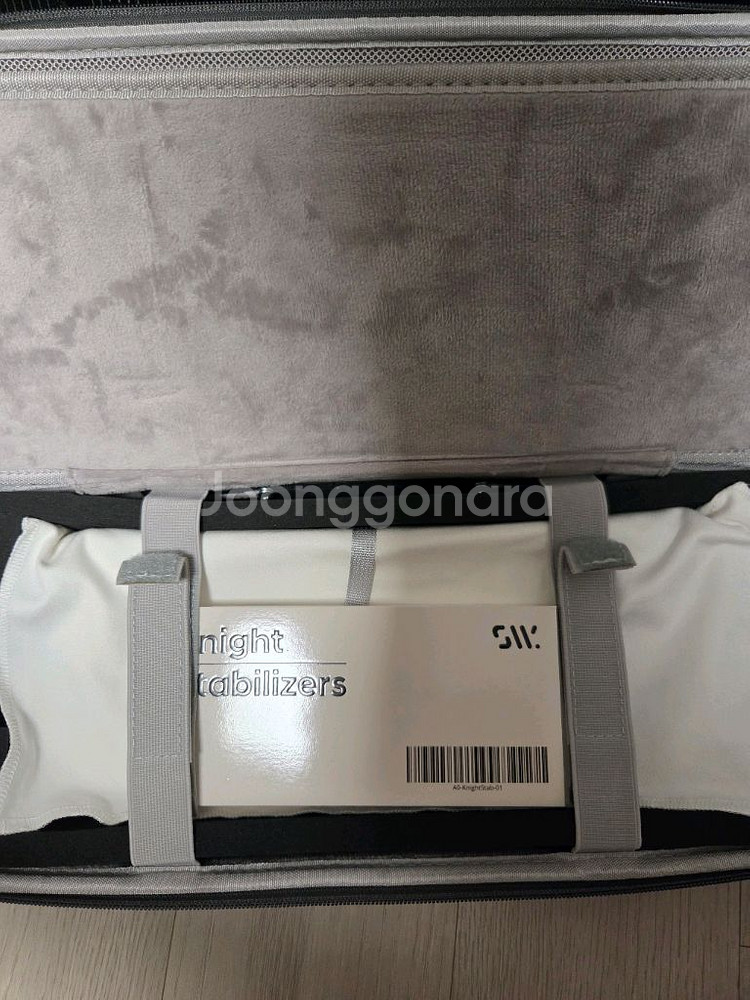 Joonggonara
night
tabilizers
SW.
A0-KnightStab-01